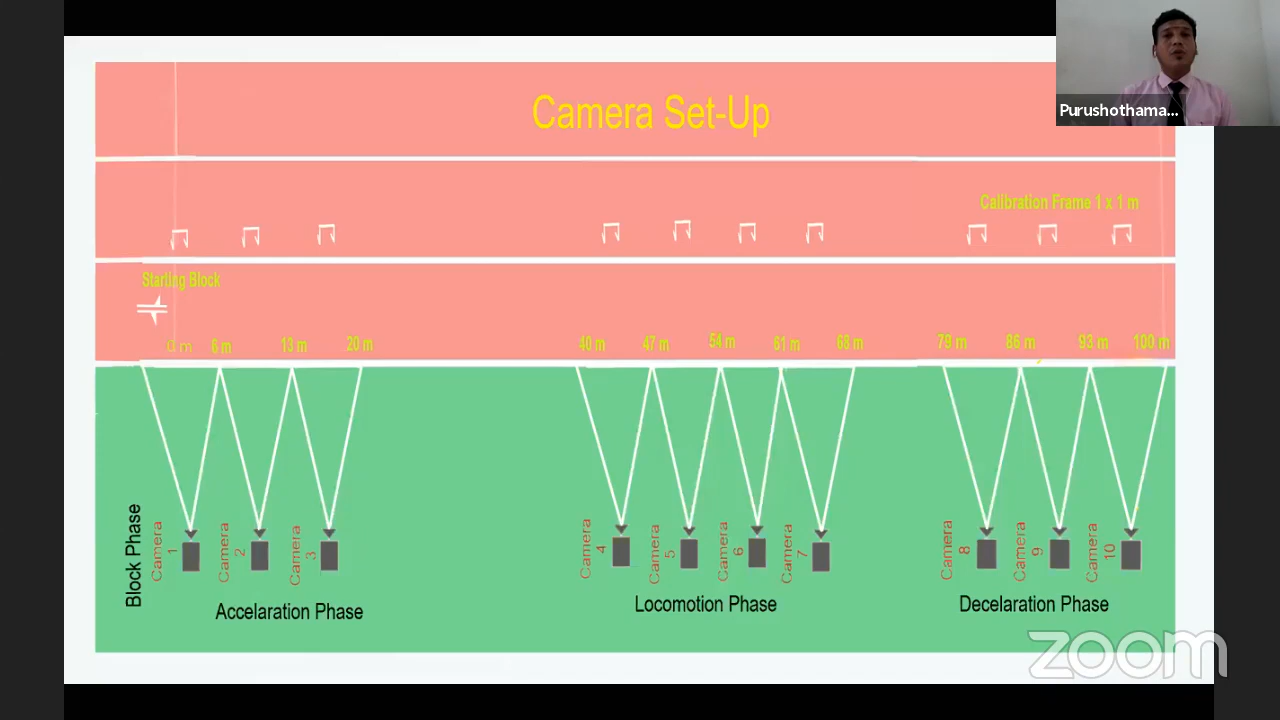 Purushothama...
Camera Set-Up
Calibration Frame 1 x 1 m
Starting Block
0 m
6 m
13 m
20 m
40 m
47 m
54 m
61 m
68 m
79 m
86 m
93 m
100 m
Block Phase
Camera
1
Camera
2
Camera
3
Camera
4
Camera
5
Camera
6
Camera
7
Camera
8
Camera
9
Camera
10
Accelaration Phase
Locomotion Phase
Decelaration Phase
zoom